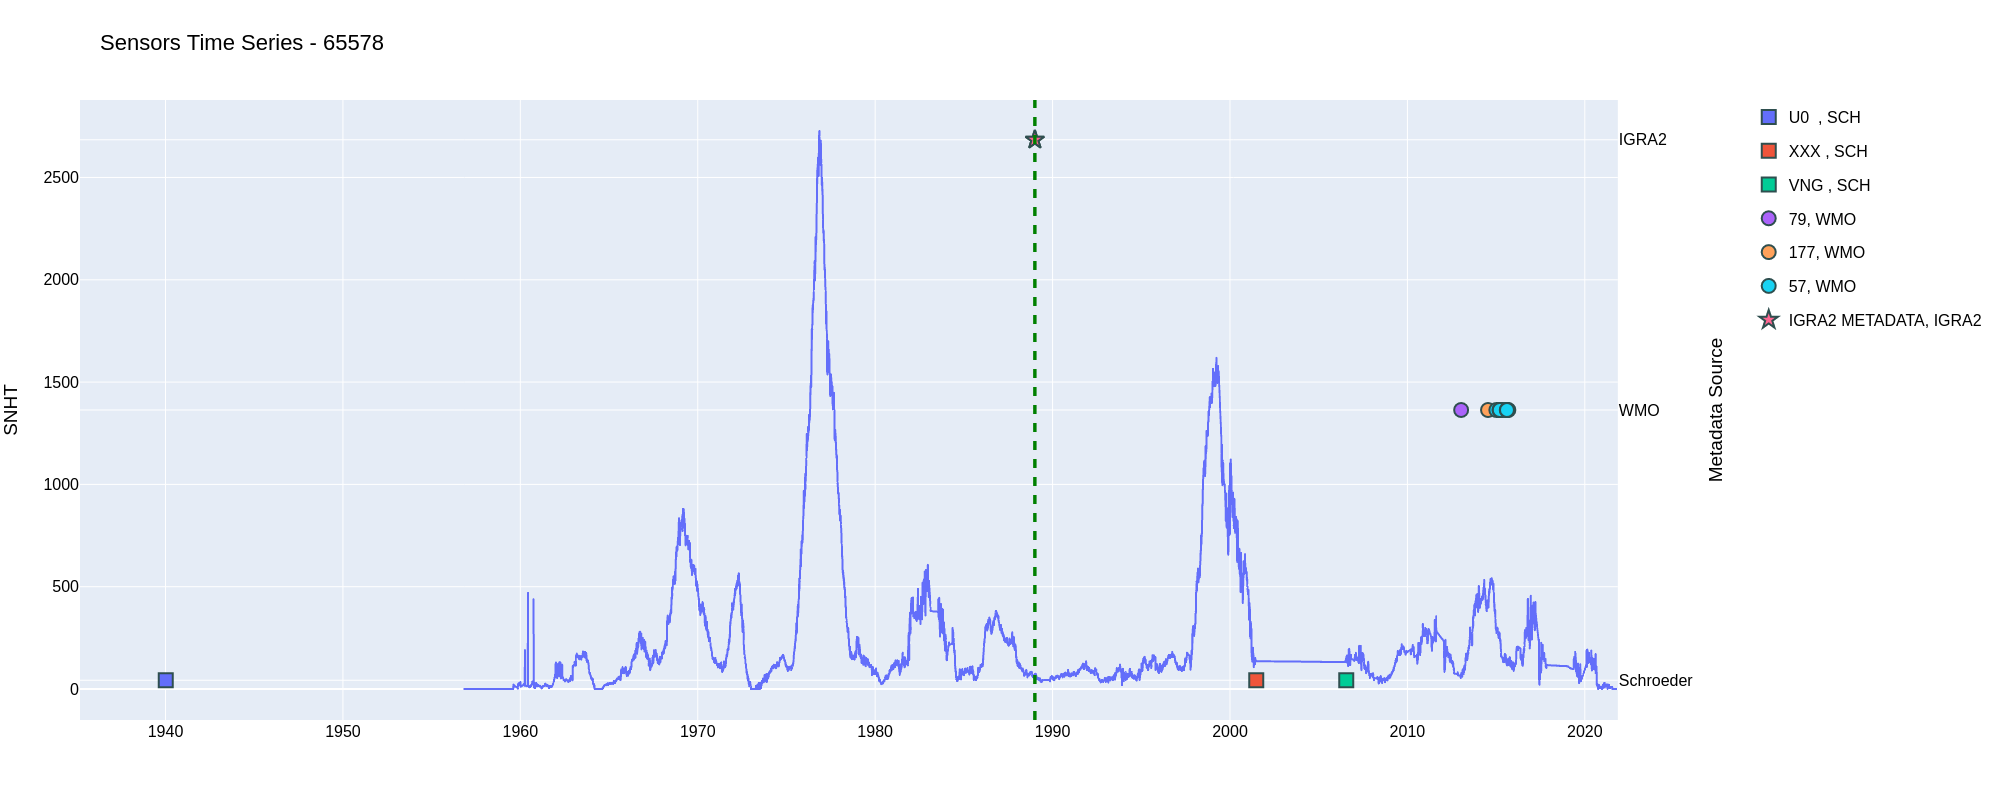 Sensors Time Series - 65578
SNHT
2500
2000
1500
1000
500
0
1940
1950
1960
1970
1980
1990
2000
2010
2020
IGRA2
WMO
Schroeder
Metadata Source
U0  , SCH
XXX , SCH
VNG , SCH
79, WMO
177, WMO
57, WMO
IGRA2 METADATA, IGRA2